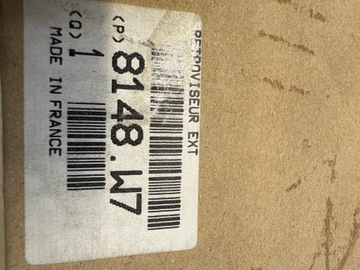 RETROVISEUR EXT
(P) 8148.W7
(Q) 1
MADE IN FRANCE